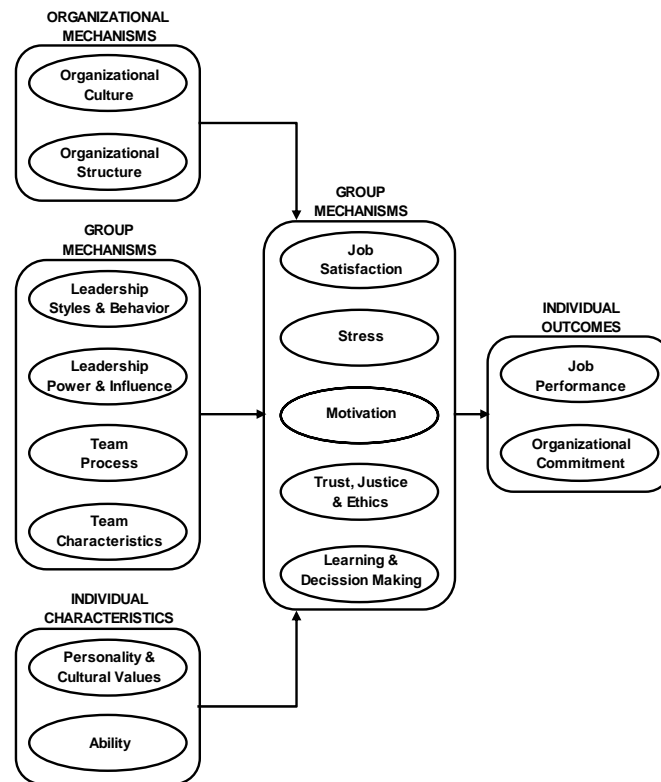 ORGANIZATIONAL
MECHANISMS
Organizational
Culture
Organizational
Structure
GROUP
MECHANISMS
Leadership
Styles & Behavior
Leadership
Power & Influence
Team
Process
Team
Characteristics
INDIVIDUAL
CHARACTERISTICS
Personality &
Cultural Values
Ability
GROUP
MECHANISMS
Job
Satisfaction
Stress
Motivation
Trust, Justice
& Ethics
Learning &
Decission Making
INDIVIDUAL
OUTCOMES
Job
Performance
Organizational
Commitment